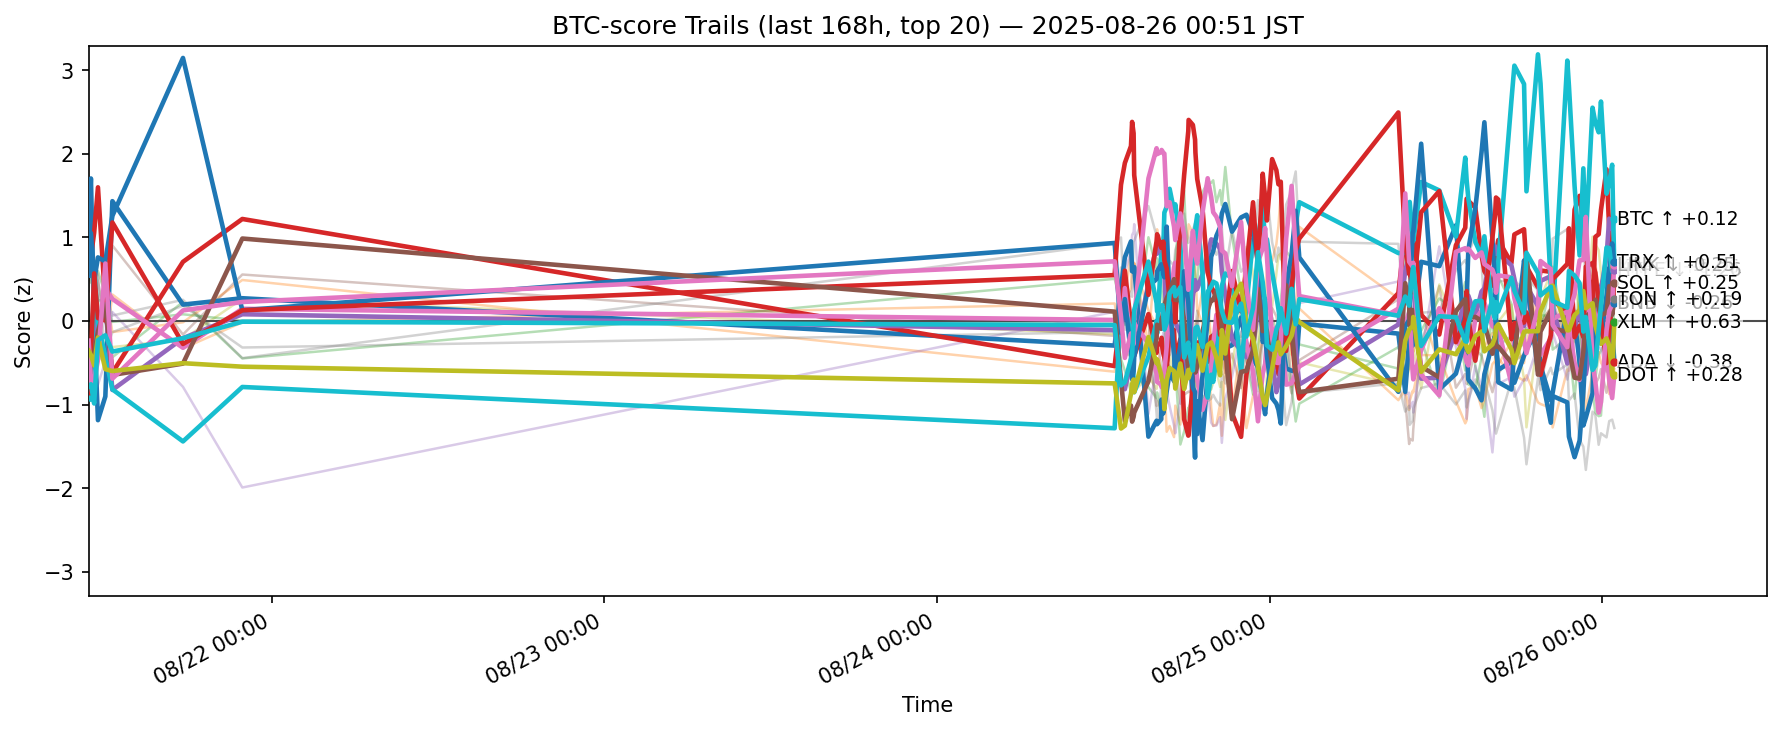 BTC-score Trails (last 168h, top 20) — 2025-08-26 00:51 JST
Score (z)
3
2
1
0
−1
−2
−3
BTC ↑ +0.12
TRX ↑ +0.51
SOL ↑ +0.25
TON ↑ +0.19
XLM ↑ +0.63
ADA ↓ -0.38
DOT ↑ +0.28
08/22 00:00
08/23 00:00
08/24 00:00
08/25 00:00
08/26 00:00
Time